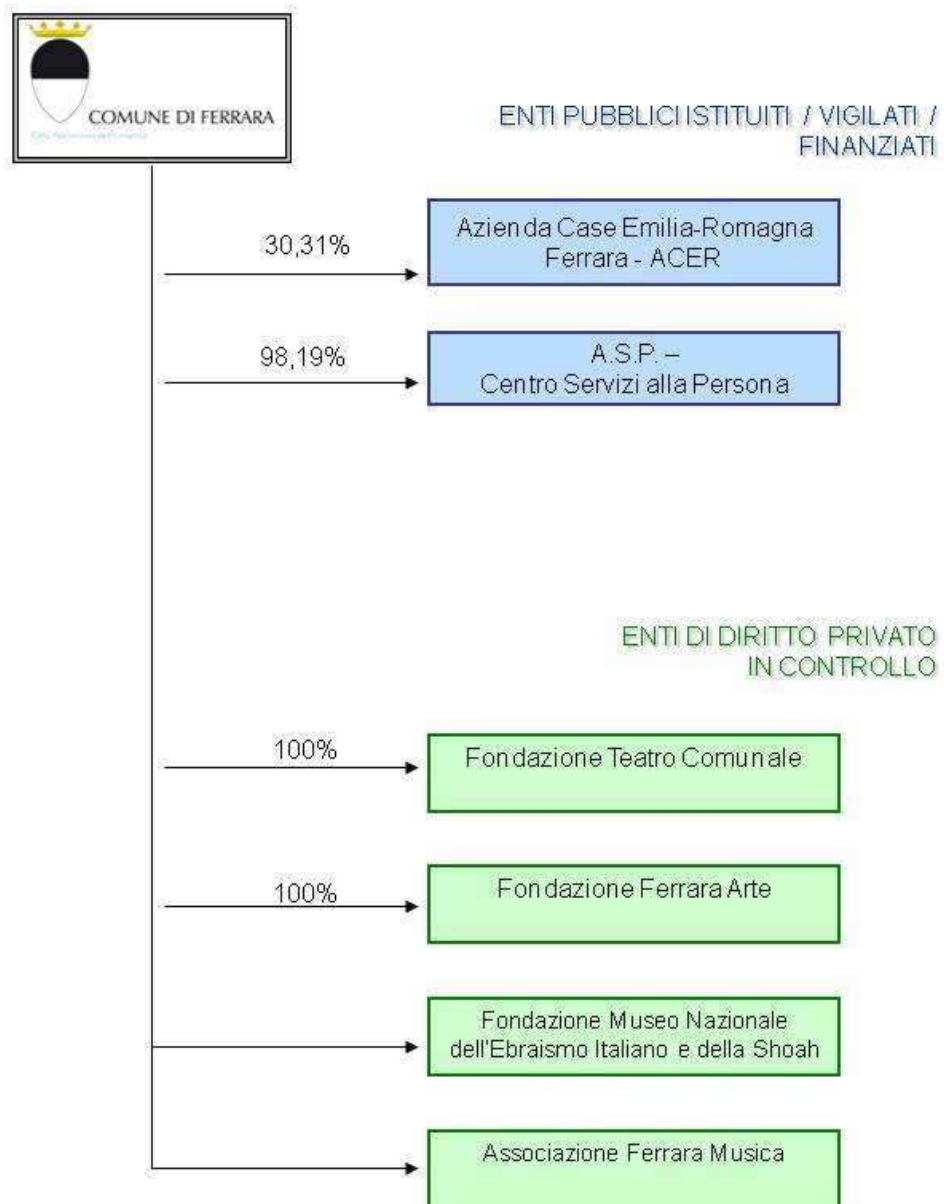 COMUNE DI FERRARA
ENTI PUBBLICI ISTITUITI / VIGILATI /
FINANZIATI
30,31%
Azienda Case Emilia-Romagna
Ferrara - ACER
98,19%
A.S.P. –
Centro Servizi alla Persona
ENTI DI DIRITTO PRIVATO
IN CONTROLLO
100%
Fondazione Teatro Comunale
100%
Fondazione Ferrara Arte
Fondazione Museo Nazionale
dell'Ebraismo Italiano e della Shoah
Associazione Ferrara Musica